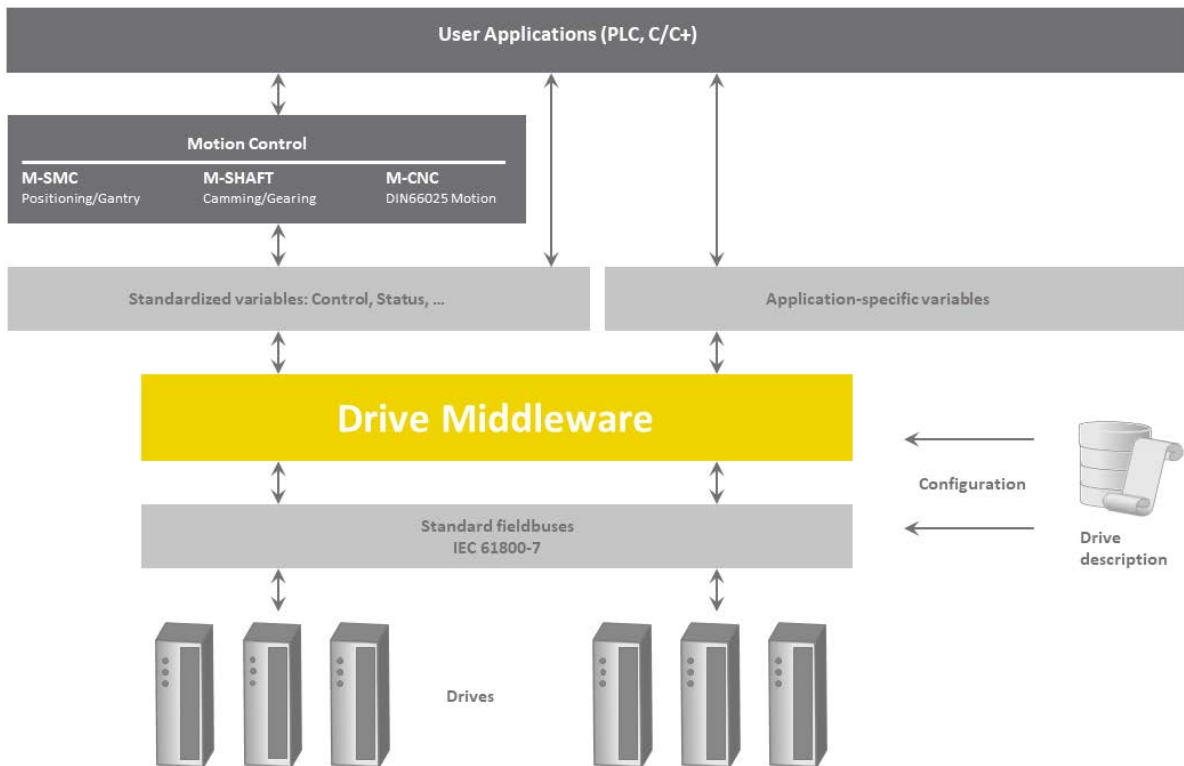 User Applications (PLC, C/C+)
Motion Control
M-SMC
Positioning/Gantry
M-SHAFT
Camming/Gearing
M-CNC
DIN66025 Motion
Standardized variables: Control, Status, ...
Application-specific variables
Drive Middleware
Configuration
Standard fieldbuses
IEC 61800-7
Drive
description
Drives